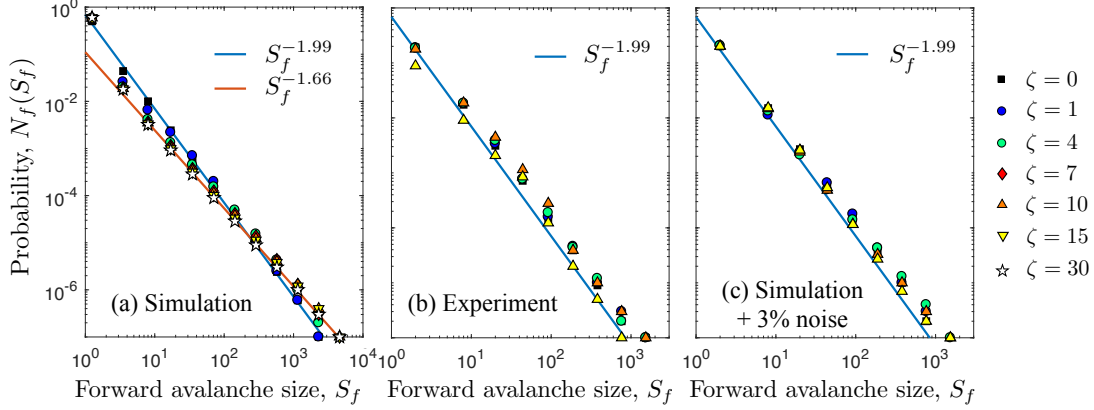 Probability, N_f(S_f)
10^0
10^-2
10^-4
10^-6
S_f^-1.99
S_f^-1.66
(a) Simulation
10^0 10^1 10^2 10^3 10^4
Forward avalanche size, S_f
S_f^-1.99
(b) Experiment
10^0 10^1 10^2 10^3
Forward avalanche size, S_f
S_f^-1.99
(c) Simulation
+ 3% noise
10^0 10^1 10^2 10^3
Forward avalanche size, S_f
ζ = 0
ζ = 1
ζ = 4
ζ = 7
ζ = 10
ζ = 15
ζ = 30